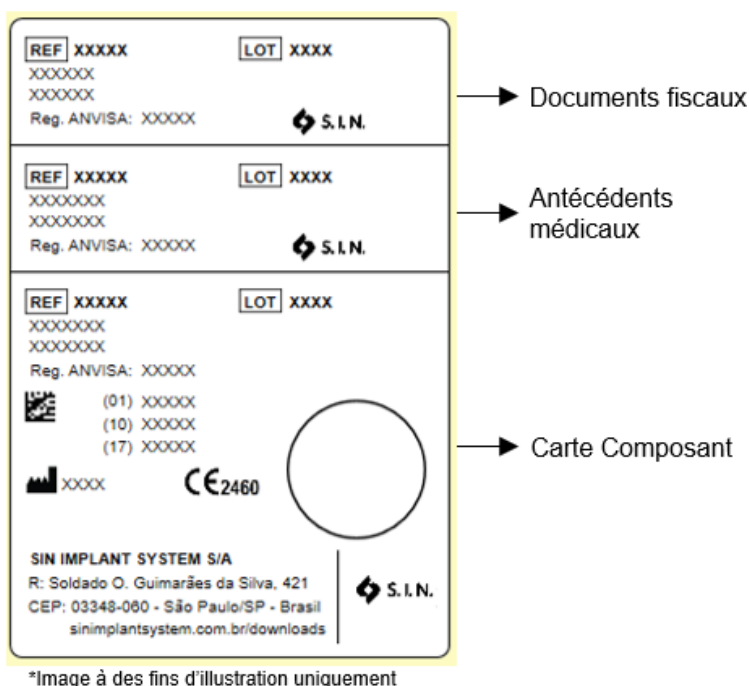 REF XXXXX LOT XXXX
XXXXXX
XXXXXX
Reg. ANVISA: XXXXX S.I.N.
Documents fiscaux
REF XXXXX LOT XXXX
XXXXXXX
XXXXXXX
Reg. ANVISA: XXXXX S.I.N.
Antécédents
médicaux
REF XXXXX LOT XXXX
XXXXXXX
XXXXXXX
Reg. ANVISA: XXXXX
(01) XXXXX
(10) XXXXX
(17) XXXXX
XXXX CE2460
Carte Composant
SIN IMPLANT SYSTEM S/A
R: Soldado O. Guimarães da Silva, 421
CEP: 03348-060 - São Paulo/SP - Brasil
sinimplantsystem.com.br/downloads
S.I.N.
*Image à des fins d'illustration uniquement